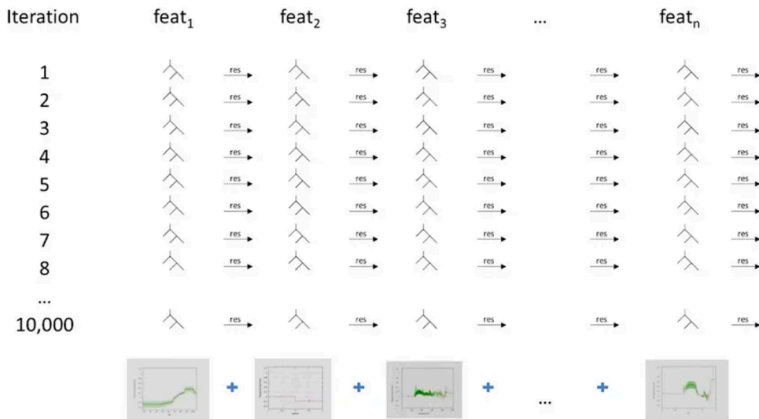 Iteration feat1 feat2 feat3 ... featn
1 res res res res res
2 res res res res res
3 res res res res res
4 res res res res res
5 res res res res res
6 res res res res res
7 res res res res res
8 res res res res res
...
10,000 res res res res res
+ + + + ...